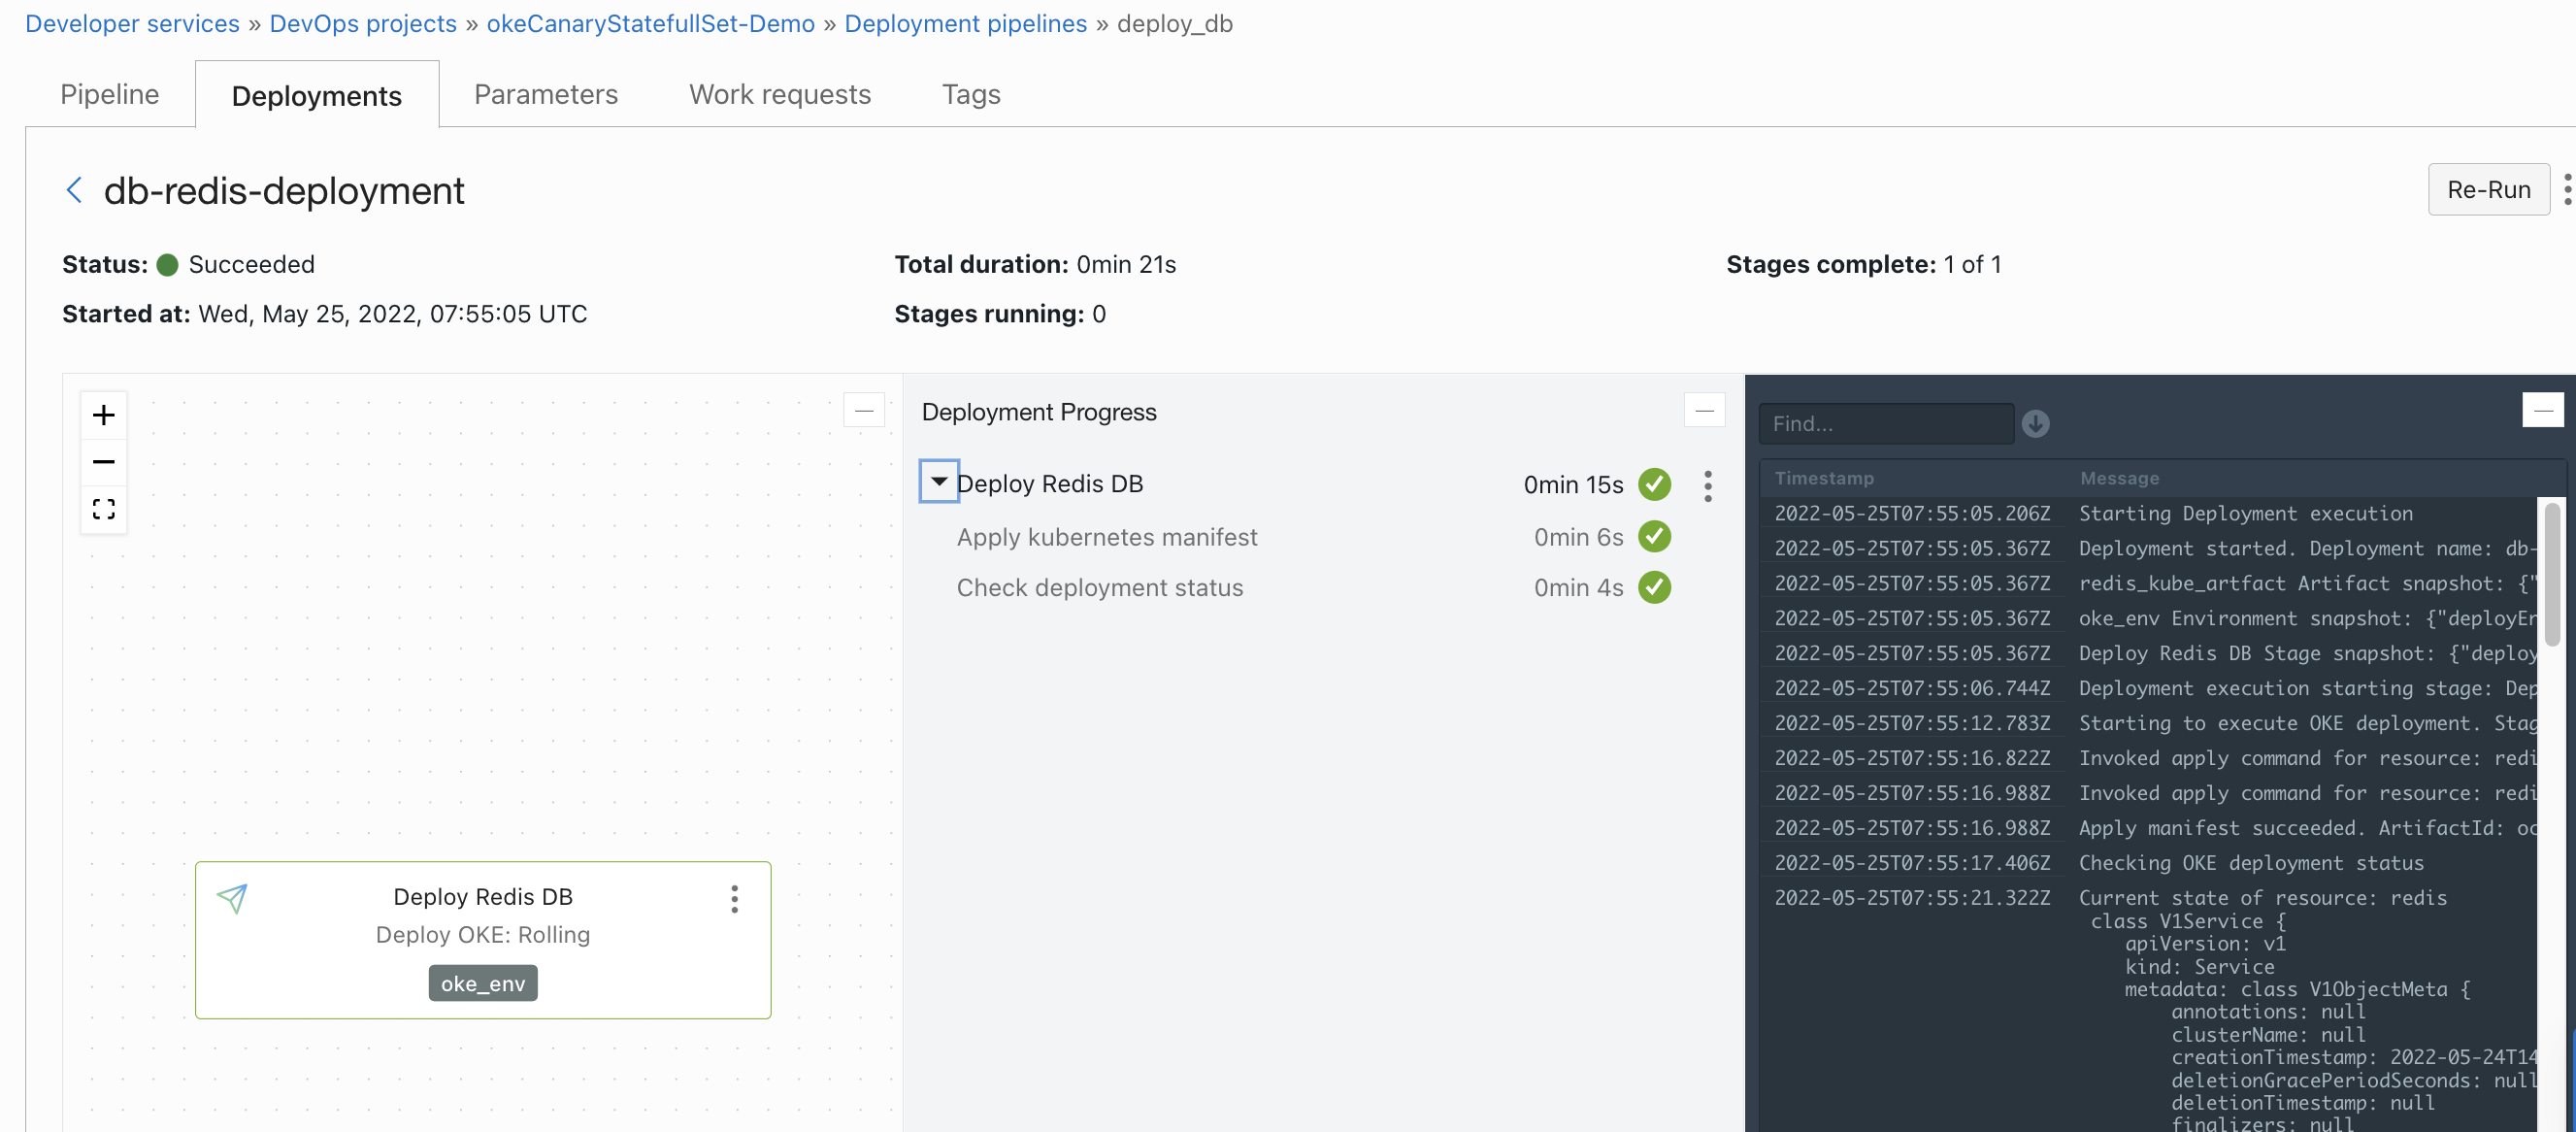 Developer services » DevOps projects » okeCanaryStatefullSet-Demo » Deployment pipelines » deploy_db
Pipeline Deployments Parameters Work requests Tags
db-redis-deployment
Re-Run
Status: Succeeded
Total duration: 0min 21s
Stages complete: 1 of 1
Started at: Wed, May 25, 2022, 07:55:05 UTC
Stages running: 0
Deploy Redis DB
Deploy OKE: Rolling
oke_env
Deployment Progress
Deploy Redis DB 0min 15s
Apply kubernetes manifest 0min 6s
Check deployment status 0min 4s
Find...
Timestamp Message
2022-05-25T07:55:05.206Z Starting Deployment execution
2022-05-25T07:55:05.367Z Deployment started. Deployment name: db-
2022-05-25T07:55:05.367Z redis_kube_artfact Artifact snapshot: {"
2022-05-25T07:55:05.367Z oke_env Environment snapshot: {"deployEn
2022-05-25T07:55:05.367Z Deploy Redis DB Stage snapshot: {"deploy
2022-05-25T07:55:06.744Z Deployment execution starting stage: Dep
2022-05-25T07:55:12.783Z Starting to execute OKE deployment. Stag
2022-05-25T07:55:16.822Z Invoked apply command for resource: redi
2022-05-25T07:55:16.988Z Invoked apply command for resource: redi
2022-05-25T07:55:16.988Z Apply manifest succeeded. ArtifactId: oc
2022-05-25T07:55:17.406Z Checking OKE deployment status
2022-05-25T07:55:21.322Z Current state of resource: redis
class V1Service {
apiVersion: v1
kind: Service
metadata: class V1ObjectMeta {
annotations: null
clusterName: null
creationTimestamp: 2022-05-24T14
deletionGracePeriodSeconds: null
deletionTimestamp: null
finalizers: null